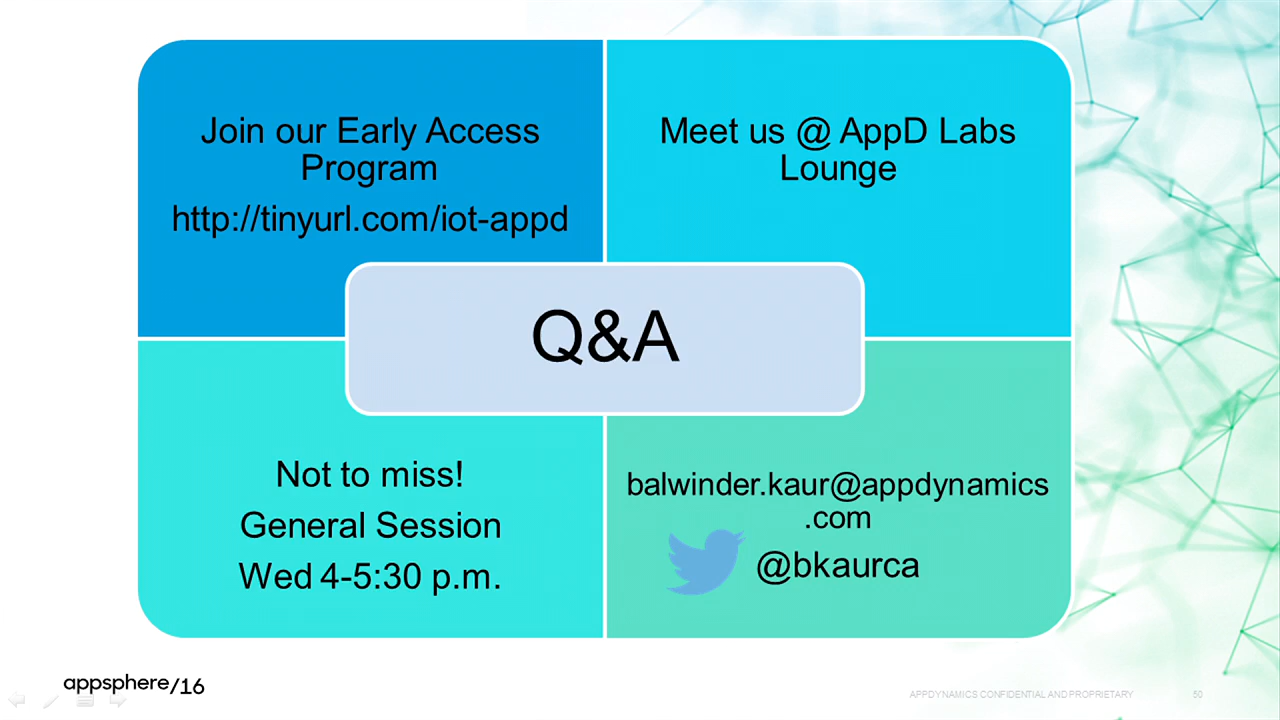 Join our Early Access
Program
http://tinyurl.com/iot-appd
Meet us @ AppD Labs
Lounge
Q&A
Not to miss!
General Session
Wed 4-5:30 p.m.
balwinder.kaur@appdynamics
.com
@bkaurca
appsphere/16
APPDYNAMICS CONFIDENTIAL AND PROPRIETARY
50